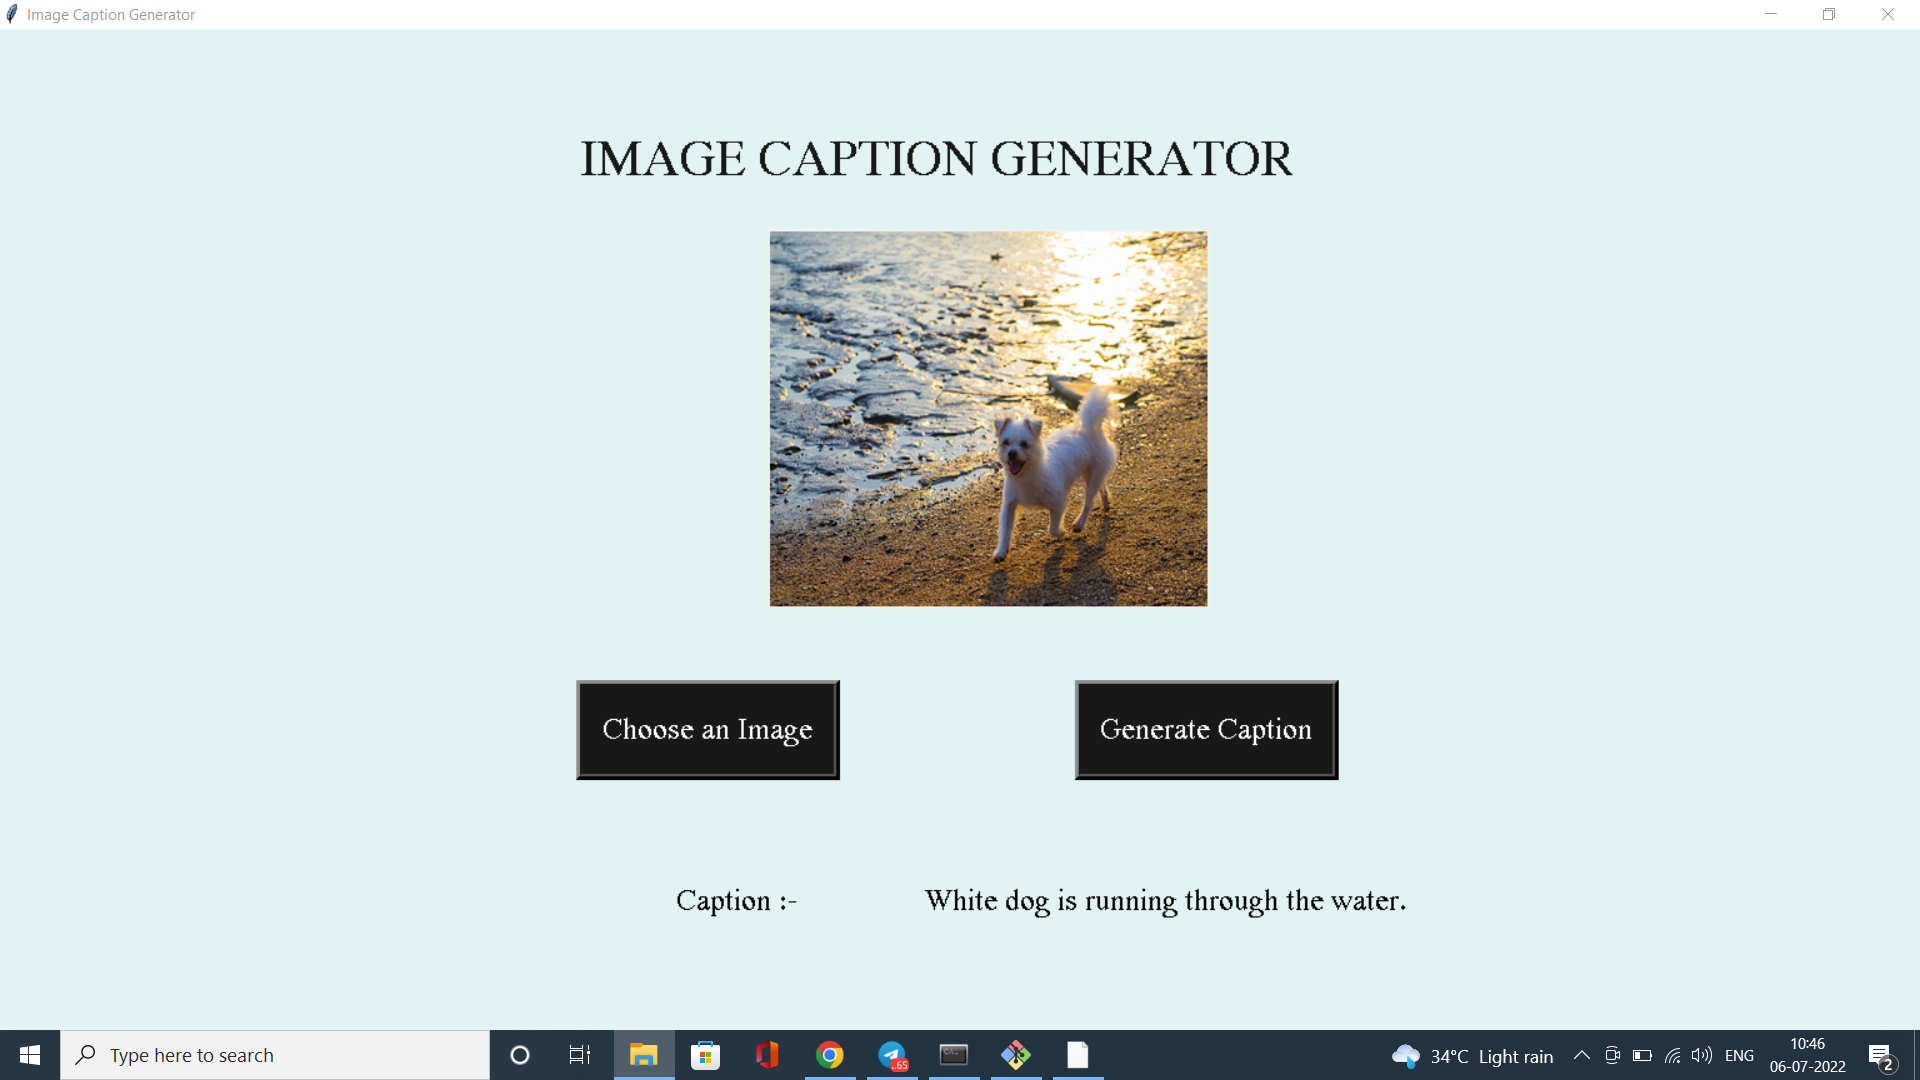 Image Caption Generator
IMAGE CAPTION GENERATOR
Choose an Image
Generate Caption
Caption :-
White dog is running through the water.
Type here to search
..65
34°C Light rain
ENG
10:46
06-07-2022
2